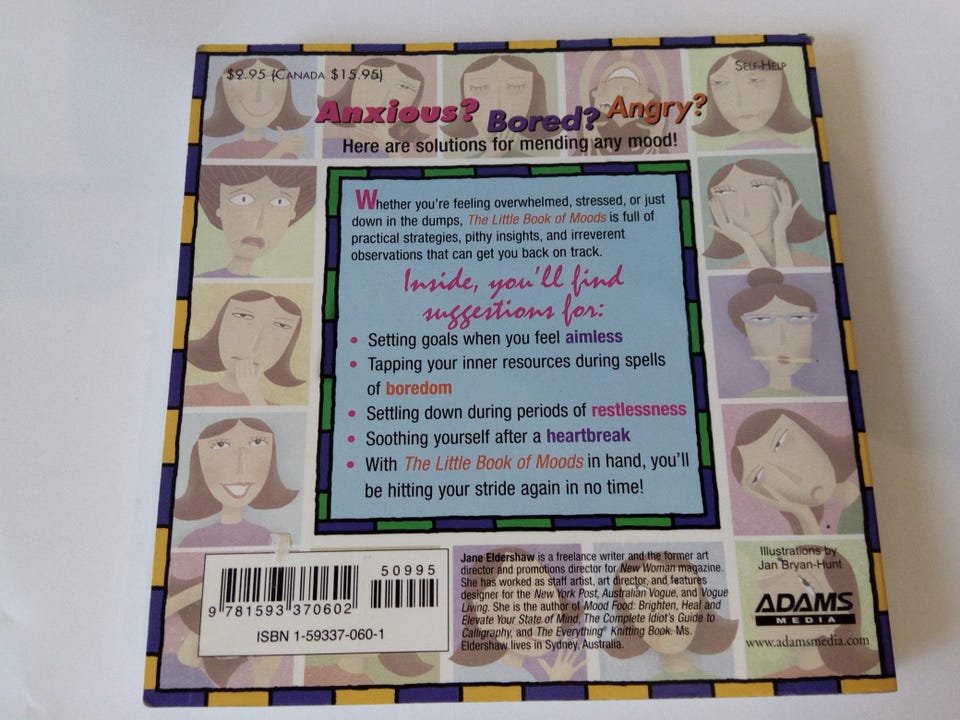 $9.95 (CANADA $15.95)
SELF-HELP
Anxious? Bored? Angry?
Here are solutions for mending any mood!
Whether you're feeling overwhelmed, stressed, or just
down in the dumps, The Little Book of Moods is full of
practical strategies, pithy insights, and irreverent
observations that can get you back on track.
Inside, you'll find
suggestions for:
• Setting goals when you feel aimless
• Tapping your inner resources during spells
of boredom
• Settling down during periods of restlessness
• Soothing yourself after a heartbreak
• With The Little Book of Moods in hand, you'll
be hitting your stride again in no time!
50995
9 781593 370602
ISBN 1-59337-060-1
Jane Eldershaw is a freelance writer and the former art
director and promotions director for New Woman magazine.
She has worked as staff artist, art director, and features
designer for the New York Post, Australian Vogue, and Vogue
Living. She is the author of Mood Food: Brighten, Heal and
Elevate Your State of Mind, The Complete Idiot's Guide to
Calligraphy, and The Everything® Knitting Book. Ms.
Eldershaw lives in Sydney, Australia.
Illustrations by
Jan Bryan-Hunt
ADAMS
MEDIA
www.adamsmedia.com